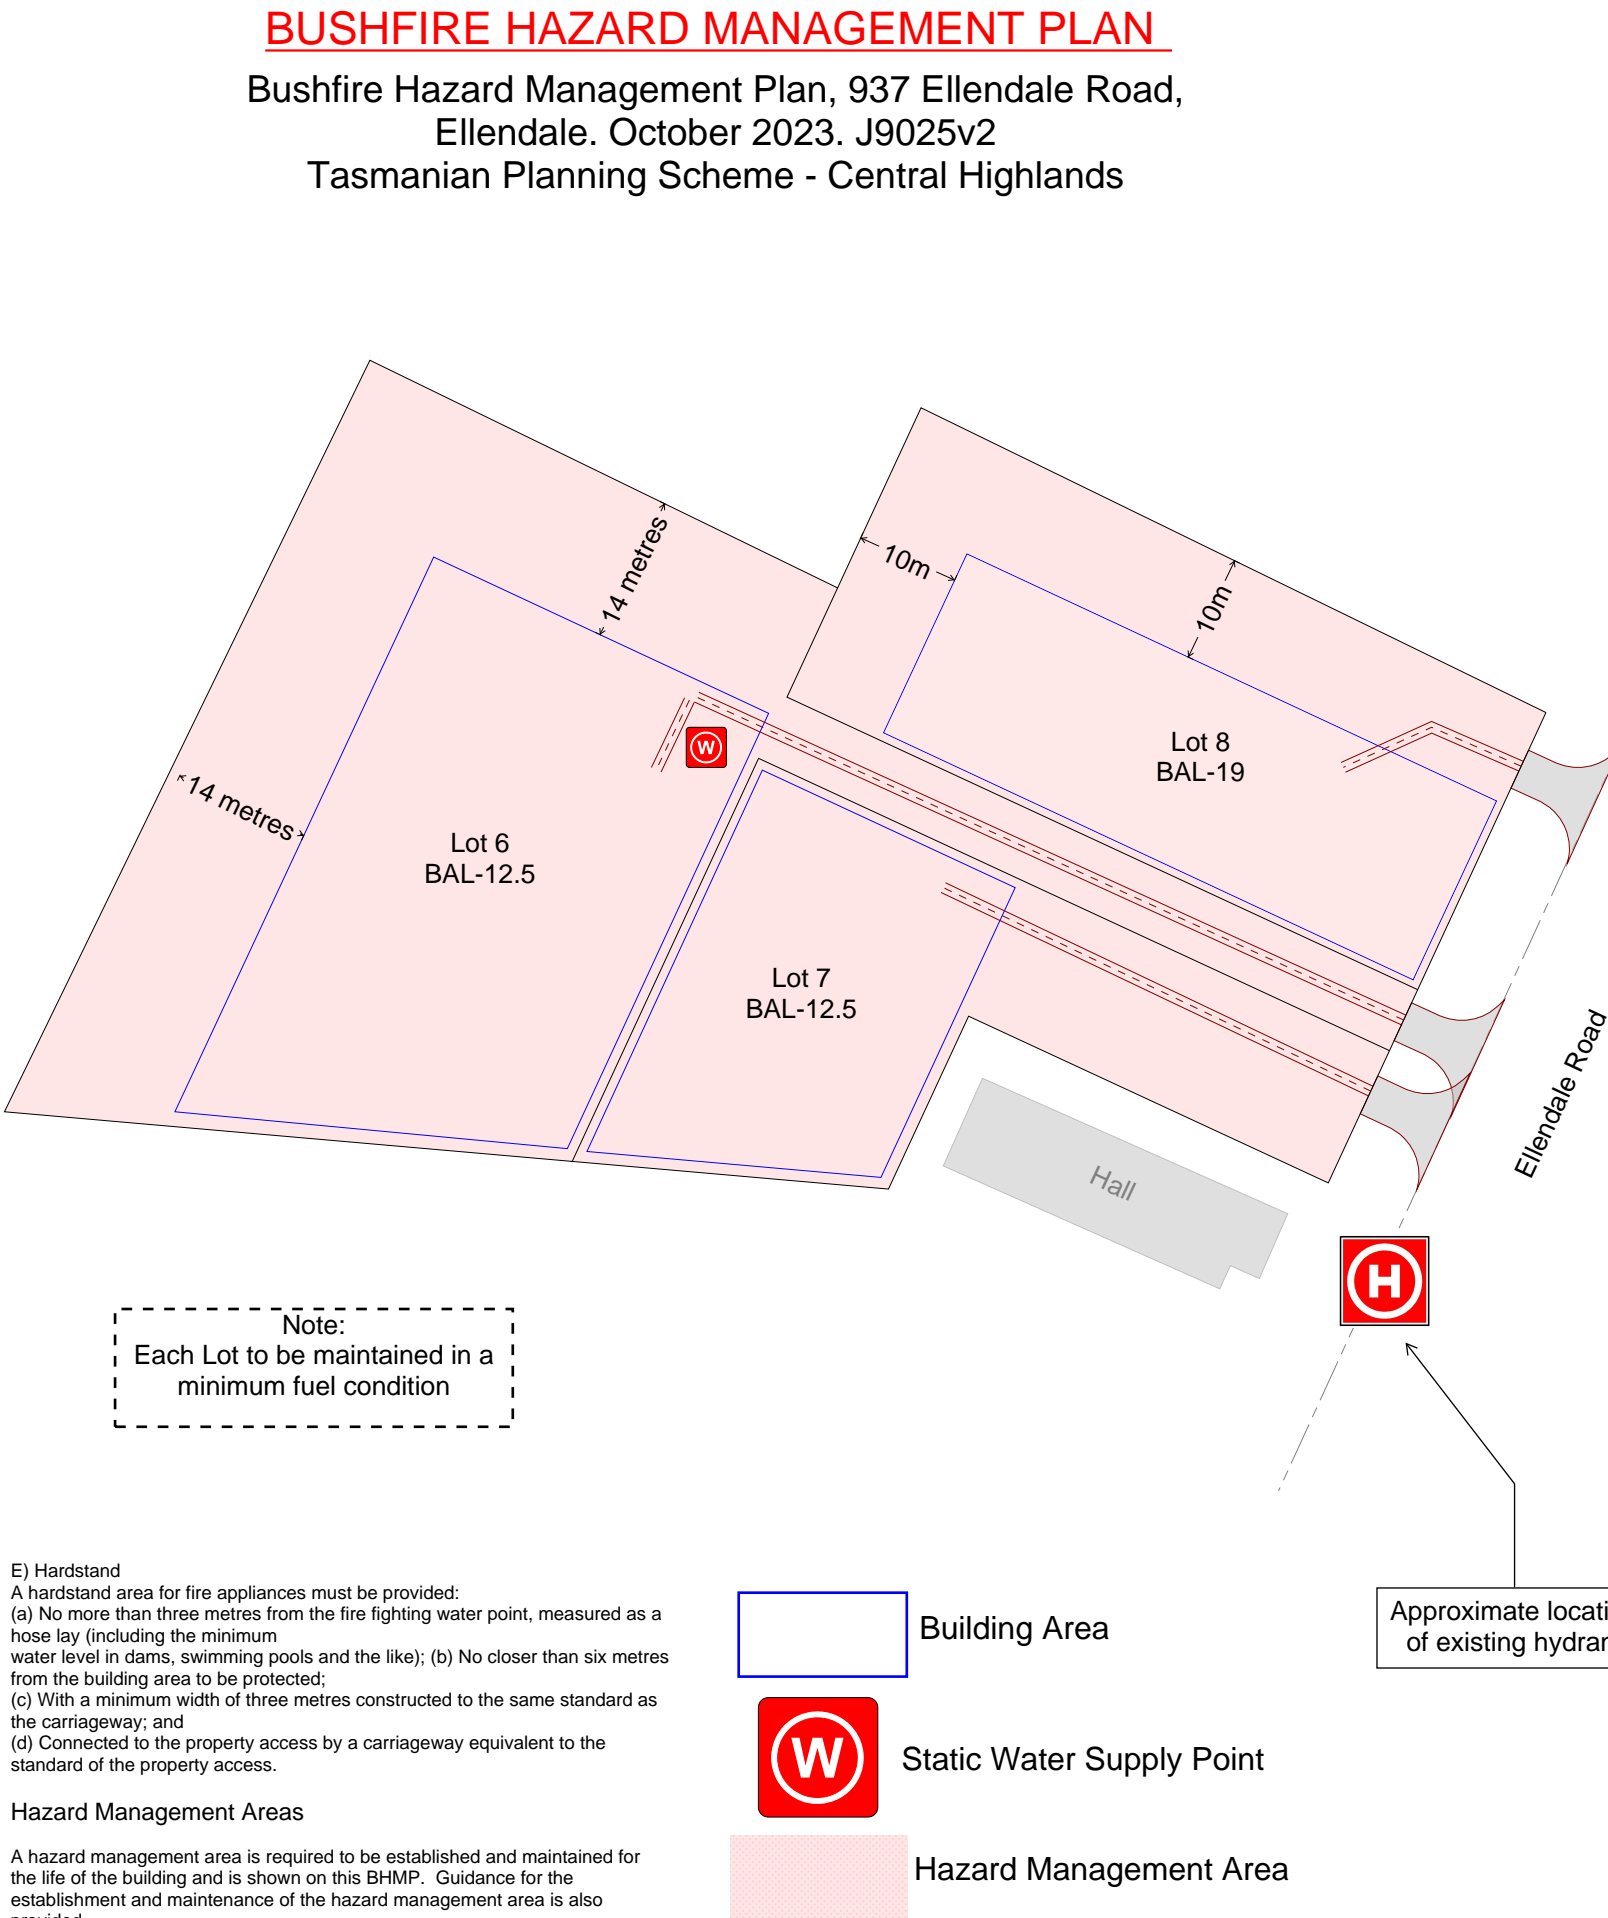 BUSHFIRE HAZARD MANAGEMENT PLAN
Bushfire Hazard Management Plan, 937 Ellendale Road,
Ellendale. October 2023. J9025v2
Tasmanian Planning Scheme - Central Highlands
14 metres
10m
10m
Lot 8
BAL-19
W
14 metres
Lot 6
BAL-12.5
Lot 7
BAL-12.5
Ellendale Road
Hall
H
Note:
Each Lot to be maintained in a
minimum fuel condition
E) Hardstand
A hardstand area for fire appliances must be provided:
(a) No more than three metres from the fire fighting water point, measured as a
hose lay (including the minimum
water level in dams, swimming pools and the like); (b) No closer than six metres
from the building area to be protected;
(c) With a minimum width of three metres constructed to the same standard as
the carriageway; and
(d) Connected to the property access by a carriageway equivalent to the
standard of the property access.
Hazard Management Areas
A hazard management area is required to be established and maintained for
the life of the building and is shown on this BHMP. Guidance for the
establishment and maintenance of the hazard management area is also
Building Area
W
Static Water Supply Point
Hazard Management Area
Approximate
of existing